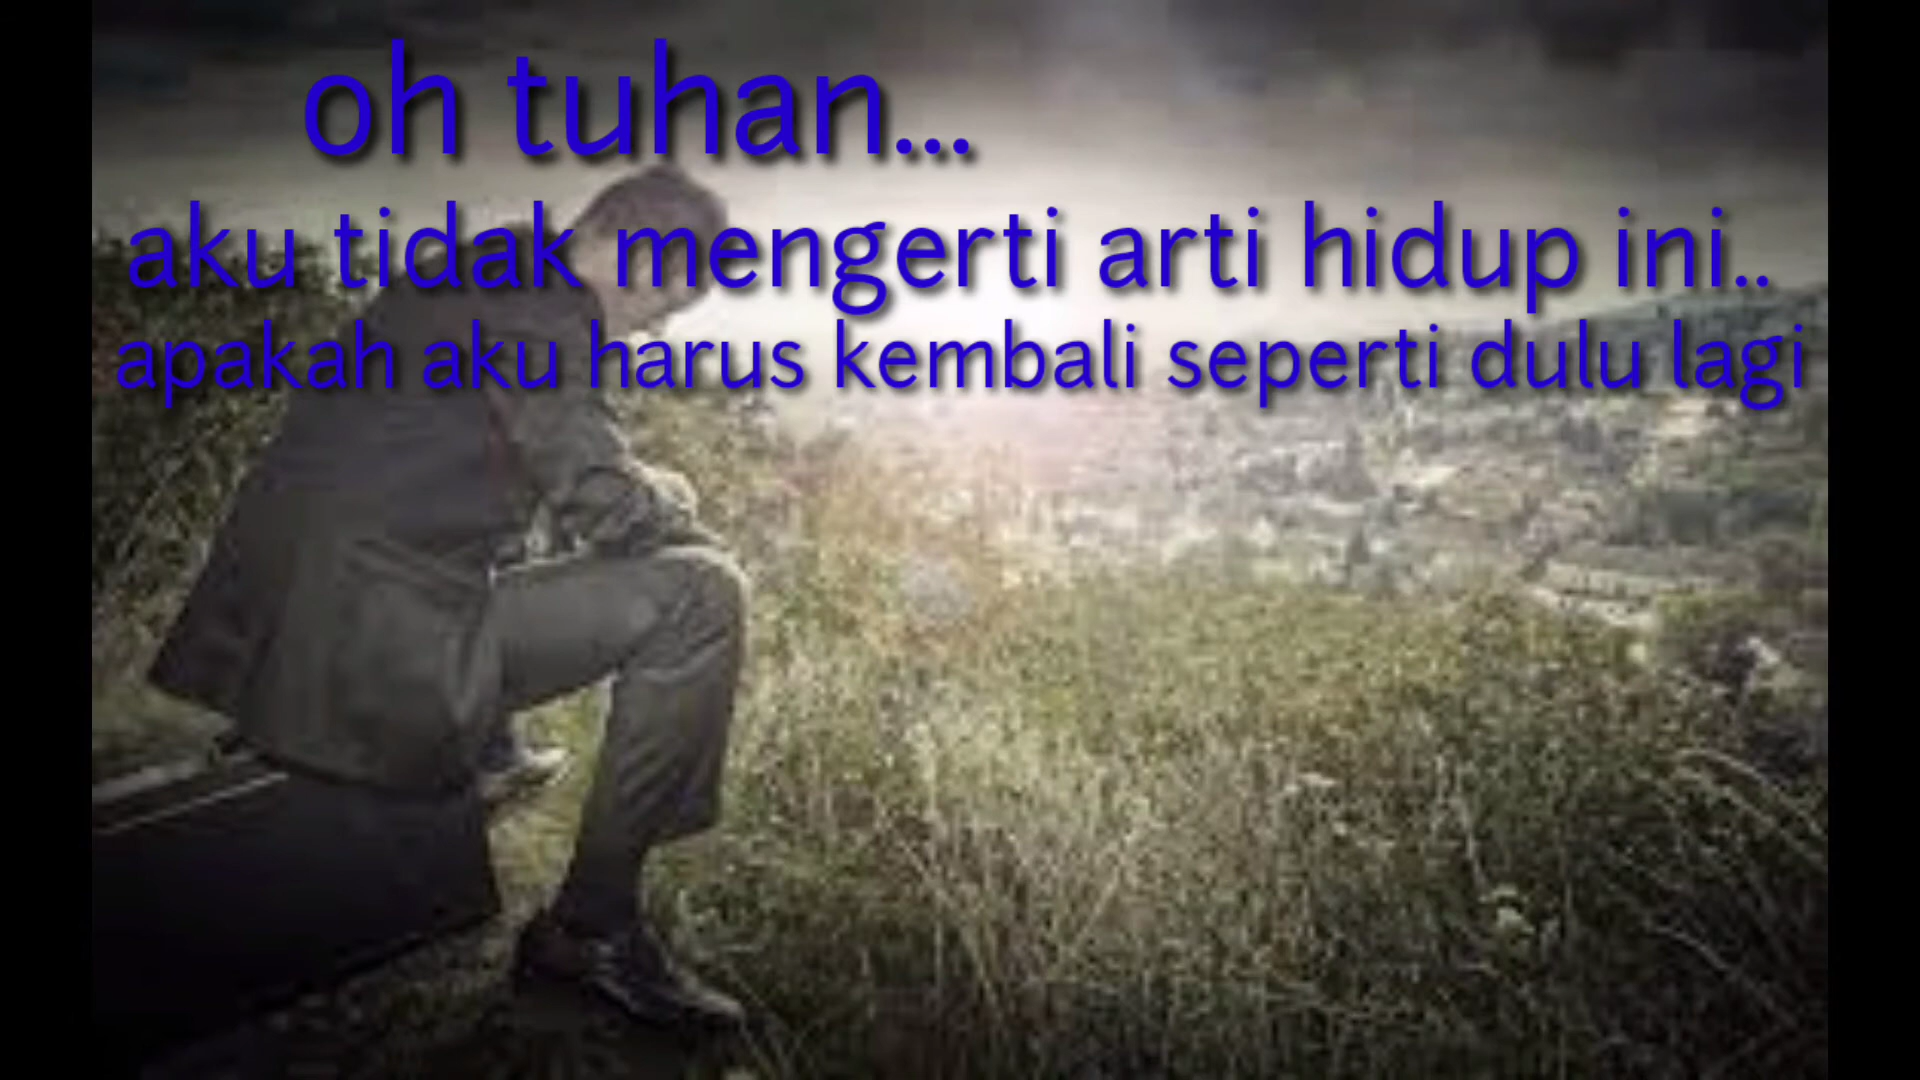 oh tuhan...
aku tidak mengerti arti hidup ini..
apakah aku harus kembali seperti dulu lagi